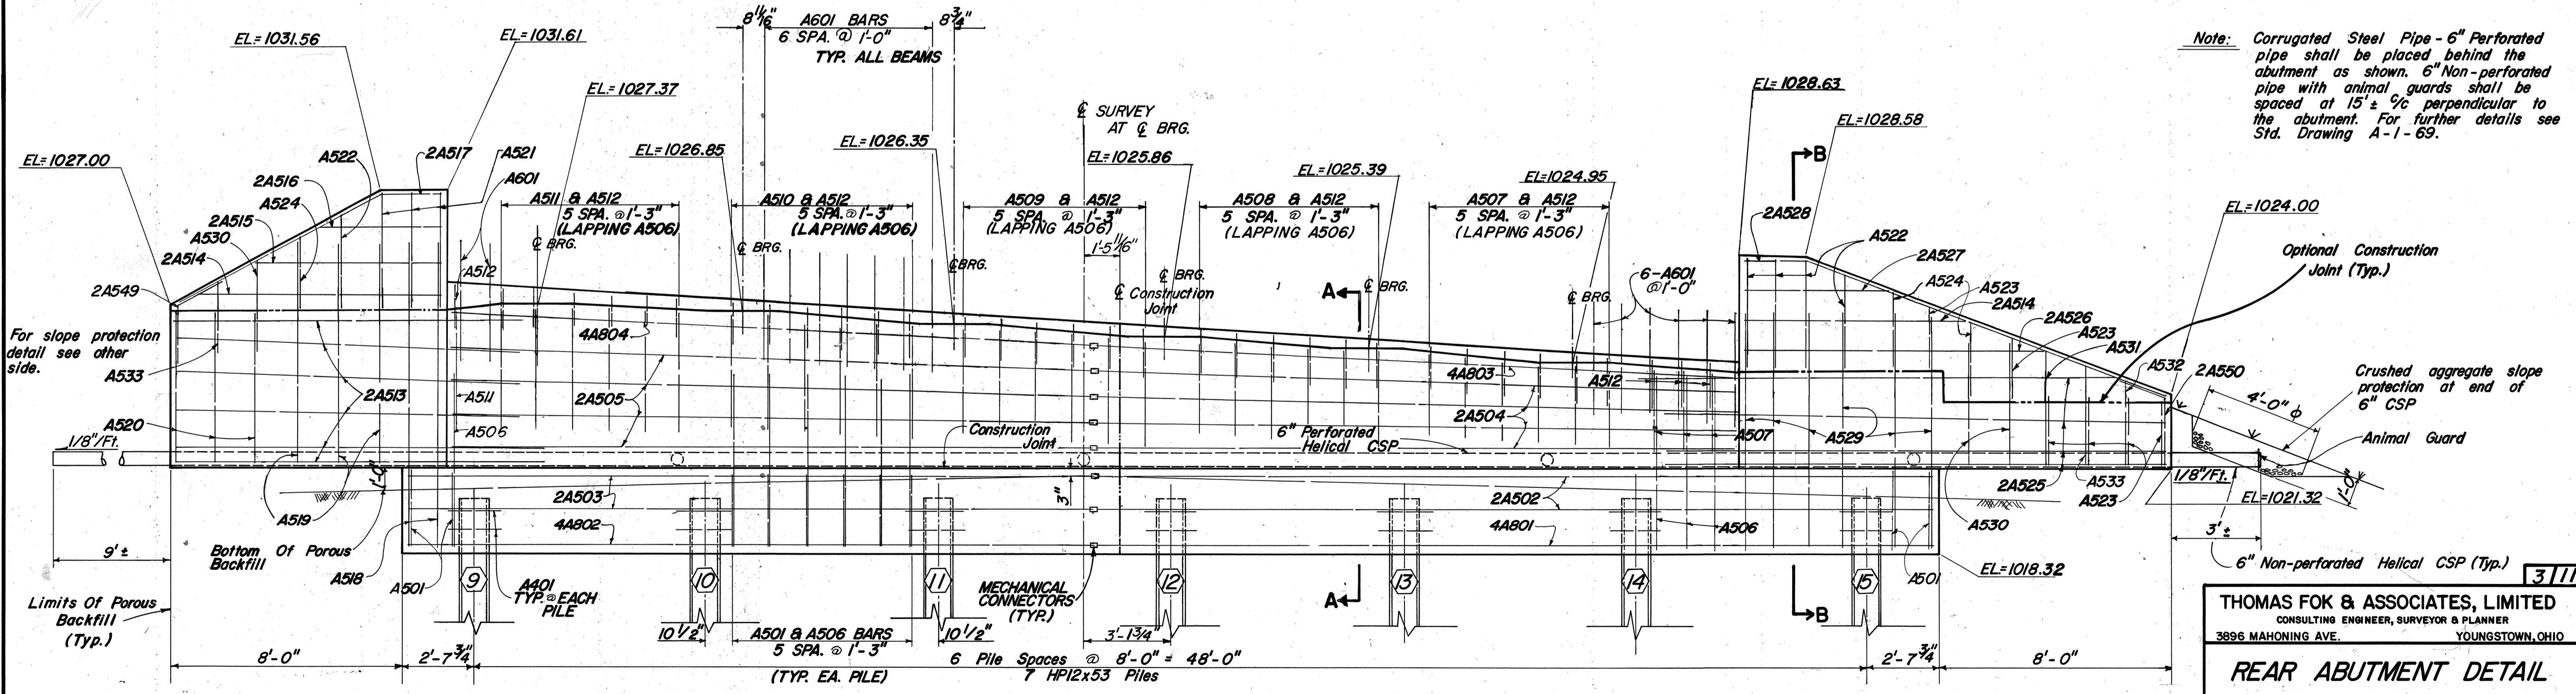 8 11/16"
A601 BARS
6 SPA. @ 1'-0"
8 3/4"
TYP. ALL BEAMS
EL.=1031.56
EL.=1031.61
EL.=1027.37
EL.=1027.00
EL.=1026.85
EL.=1026.35
℄ SURVEY
AT ℄ BRG.
EL.=1025.86
EL.=1025.39
EL.=1024.95
EL.=1028.63
EL.=1028.58
EL.=1024.00
Note: Corrugated Steel Pipe - 6" Perforated
pipe shall be placed behind the
abutment as shown. 6" Non-perforated
pipe with animal guards shall be
spaced at 15'± C/c perpendicular to
the abutment. For further details see
Std. Drawing A-1-69.
A522
2A517
A521
A601
2A516
A524
2A515
A530
2A514
2A549
A511 & A512
5 SPA. @ 1'-3"
(LAPPING A506)
A510 & A512
5 SPA. @ 1'-3"
(LAPPING A506)
A509 & A512
5 SPA. @ 1'-3"
(LAPPING A506)
A508 & A512
5 SPA. @ 1'-3"
(LAPPING A506)
A507 & A512
5 SPA. @ 1'-3"
(LAPPING A506)
1'-5 11/16"
℄ BRG.
℄ BRG.
℄ BRG.
℄ BRG.
℄ BRG.
℄ BRG.
℄ Construction
Joint
6-A601
@ 1'-0"
A
B
2A528
A522
2A527
A524
A523
2A514
2A526
A523
A531
A532
2A550
Optional Construction
Joint (Typ.)
Crushed aggregate slope
protection at end of
6" CSP
4'-0" ϕ
Animal Guard
For slope protection
detail see other
side.
A533
A520
1/8"/Ft.
A512
4A804
2A513
A511
2A505
A506
Construction
Joint
6" Perforated
Helical CSP
4A803
A512
2A504
A507
A529
1'-0"
A519
2A503
3"
2A502
4A802
4A801
A506
A530
2A525
A533
A523
1/8"/Ft.
EL=1021.32
1'-0"
3'±
9'±
Bottom Of Porous
Backfill
A518
A501
9
10
11
12
13
14
15
A401
TYP. @ EACH
PILE
MECHANICAL
CONNECTORS
(TYP.)
A
B
A501
EL=1018.32
6" Non-perforated Helical CSP (Typ.)
Limits Of Porous
Backfill
(Typ.)
10 1/2"
A501 & A506 BARS
5 SPA. @ 1'-3"
(TYP. EA. PILE)
10 1/2"
3'-1 3/4"
8'-0"
2'-7 3/4"
6 Pile Spaces @ 8'-0" = 48'-0"
7 HP12x53 Piles
2'-7 3/4"
8'-0"
3 11
THOMAS FOK & ASSOCIATES, LIMITED
CONSULTING ENGINEER, SURVEYOR & PLANNER
3896 MAHONING AVE. YOUNGSTOWN, OHIO
REAR ABUTMENT DETAIL